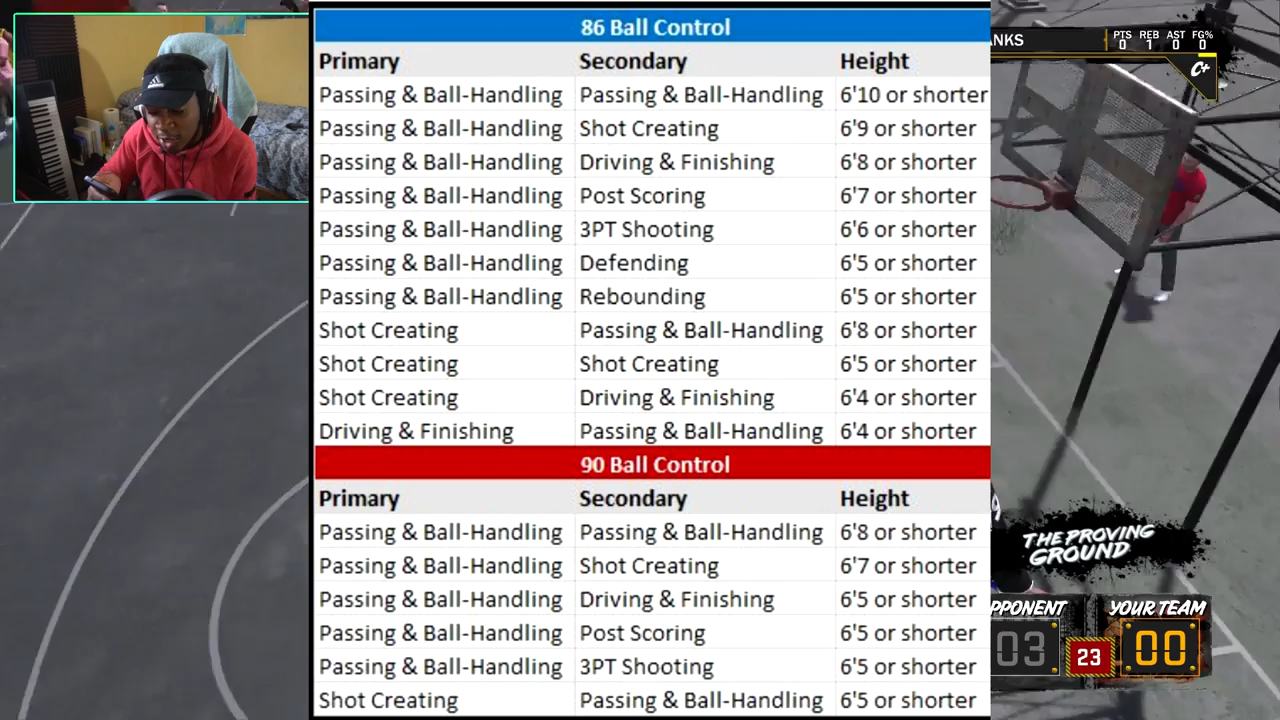 86 Ball Control
Primary Secondary Height
Passing & Ball-Handling Passing & Ball-Handling 6'10 or shorter
Passing & Ball-Handling Shot Creating 6'9 or shorter
Passing & Ball-Handling Driving & Finishing 6'8 or shorter
Passing & Ball-Handling Post Scoring 6'7 or shorter
Passing & Ball-Handling 3PT Shooting 6'6 or shorter
Passing & Ball-Handling Defending 6'5 or shorter
Passing & Ball-Handling Rebounding 6'5 or shorter
Shot Creating Passing & Ball-Handling 6'8 or shorter
Shot Creating Shot Creating 6'5 or shorter
Shot Creating Driving & Finishing 6'4 or shorter
Driving & Finishing Passing & Ball-Handling 6'4 or shorter
90 Ball Control
Primary Secondary Height
Passing & Ball-Handling Passing & Ball-Handling 6'8 or shorter
Passing & Ball-Handling Shot Creating 6'7 or shorter
Passing & Ball-Handling Driving & Finishing 6'5 or shorter
Passing & Ball-Handling Post Scoring 6'5 or shorter
Passing & Ball-Handling 3PT Shooting 6'5 or shorter
Shot Creating Passing & Ball-Handling 6'5 or shorter
ANKS PTS REB AST FG%
0 1 0 0
C+
THE PROVING
GROUND
PPONENT YOUR TEAM
03 23 00